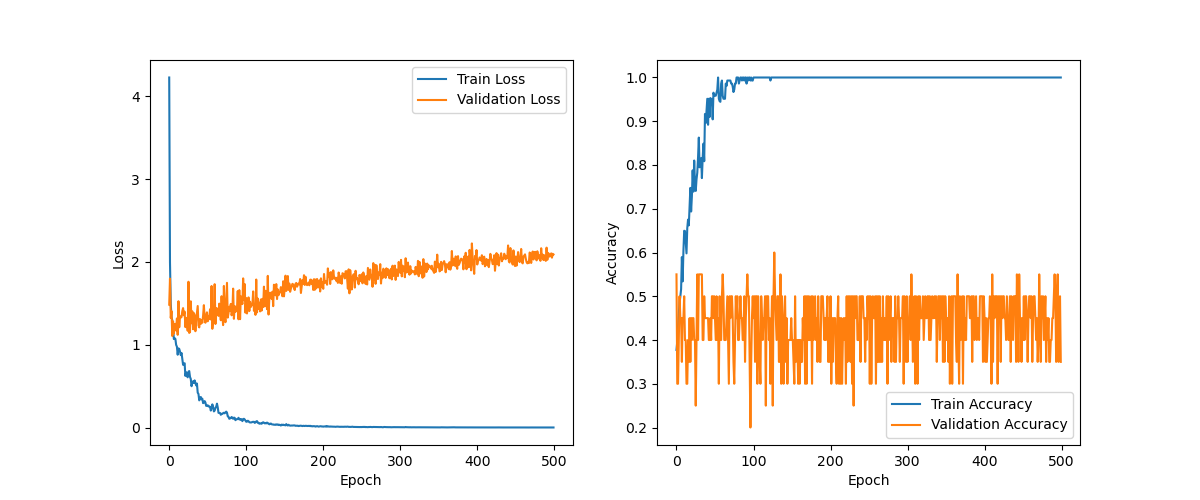 Train Loss
Validation Loss
4
3
2
1
0
Loss
0 100 200 300 400 500
Epoch
1.0
0.9
0.8
0.7
0.6
0.5
0.4
0.3
0.2
Accuracy
Train Accuracy
Validation Accuracy
0 100 200 300 400 500
Epoch